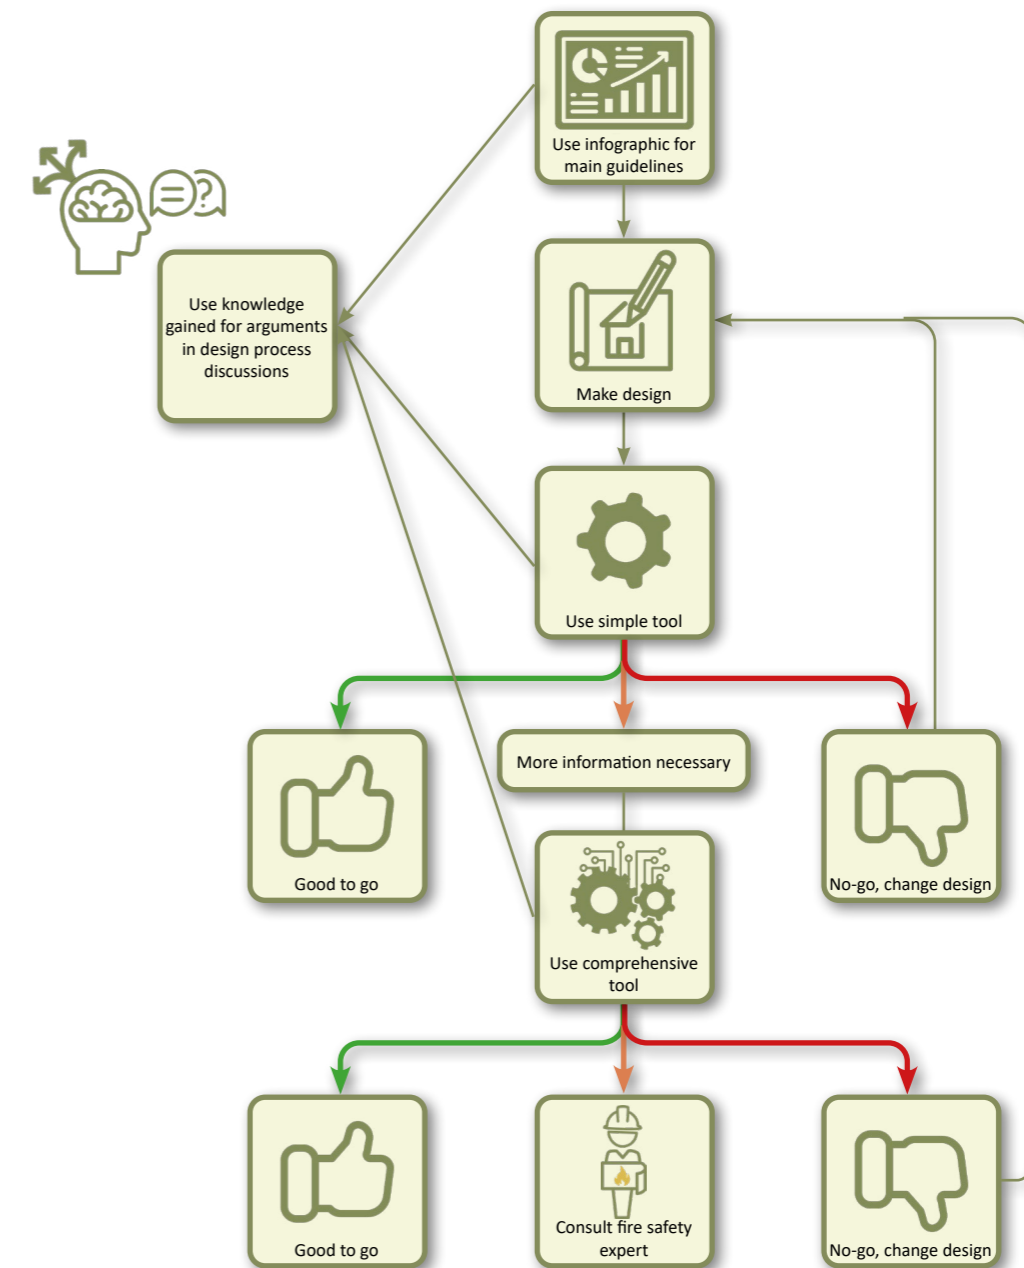 Use infographic for
main guidelines
Use knowledge
gained for arguments
in design process
discussions
Make design
Use simple tool
More information necessary
Good to go
No-go, change design
Use comprehensive
tool
Good to go
Consult fire safety
expert
No-go, change design